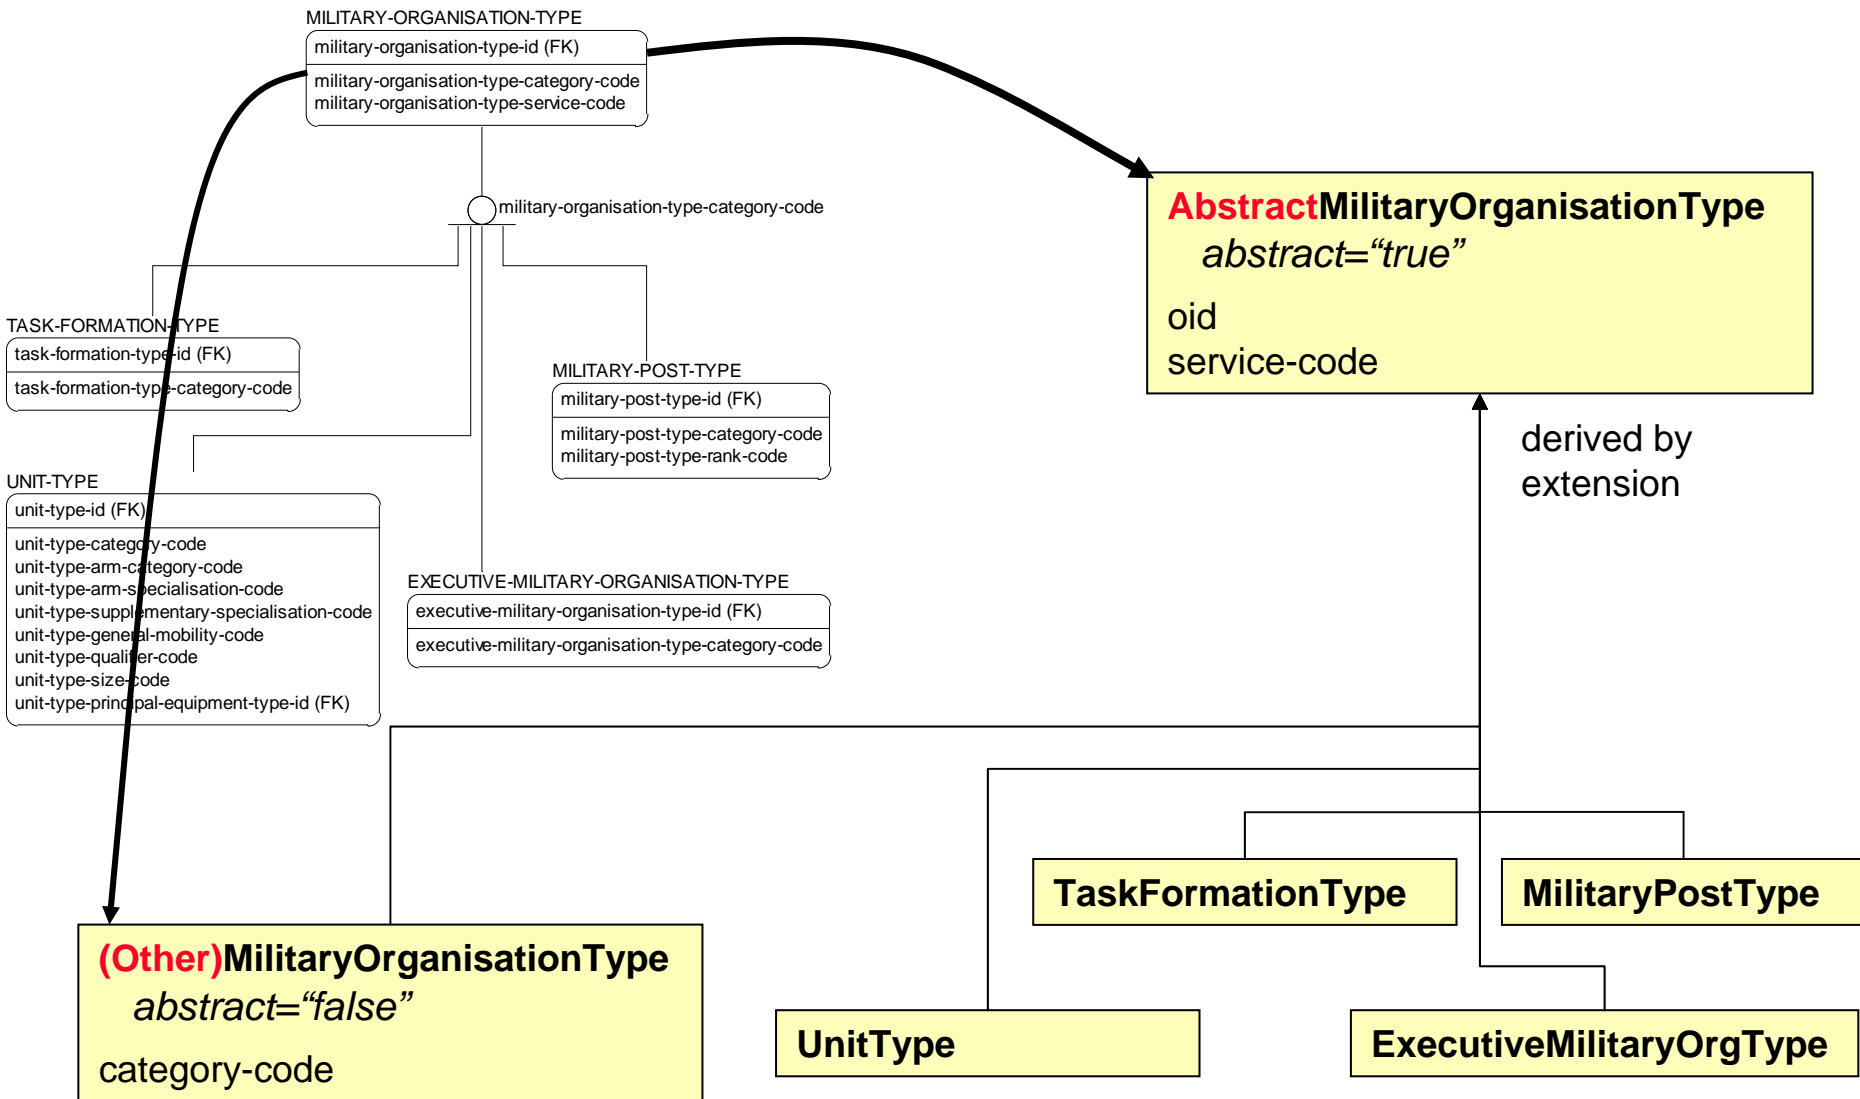 MILITARY-ORGANISATION-TYPE
military-organisation-type-id (FK)
military-organisation-type-category-code
military-organisation-type-service-code
military-organisation-type-category-code
TASK-FORMATION-TYPE
task-formation-type-id (FK)
task-formation-type-category-code
MILITARY-POST-TYPE
military-post-type-id (FK)
military-post-type-category-code
military-post-type-rank-code
UNIT-TYPE
unit-type-id (FK)
unit-type-category-code
unit-type-arm-category-code
unit-type-arm-specialisation-code
unit-type-supplementary-specialisation-code
unit-type-general-mobility-code
unit-type-qualifier-code
unit-type-size-code
unit-type-principal-equipment-type-id (FK)
EXECUTIVE-MILITARY-ORGANISATION-TYPE
executive-military-organisation-type-id (FK)
executive-military-organisation-type-category-code
AbstractMilitaryOrganisationType
abstract=“true”
oid
service-code
derived by
extension
TaskFormationType
MilitaryPostType
(Other)MilitaryOrganisationType
abstract=“false”
category-code
UnitType
ExecutiveMilitaryOrgType